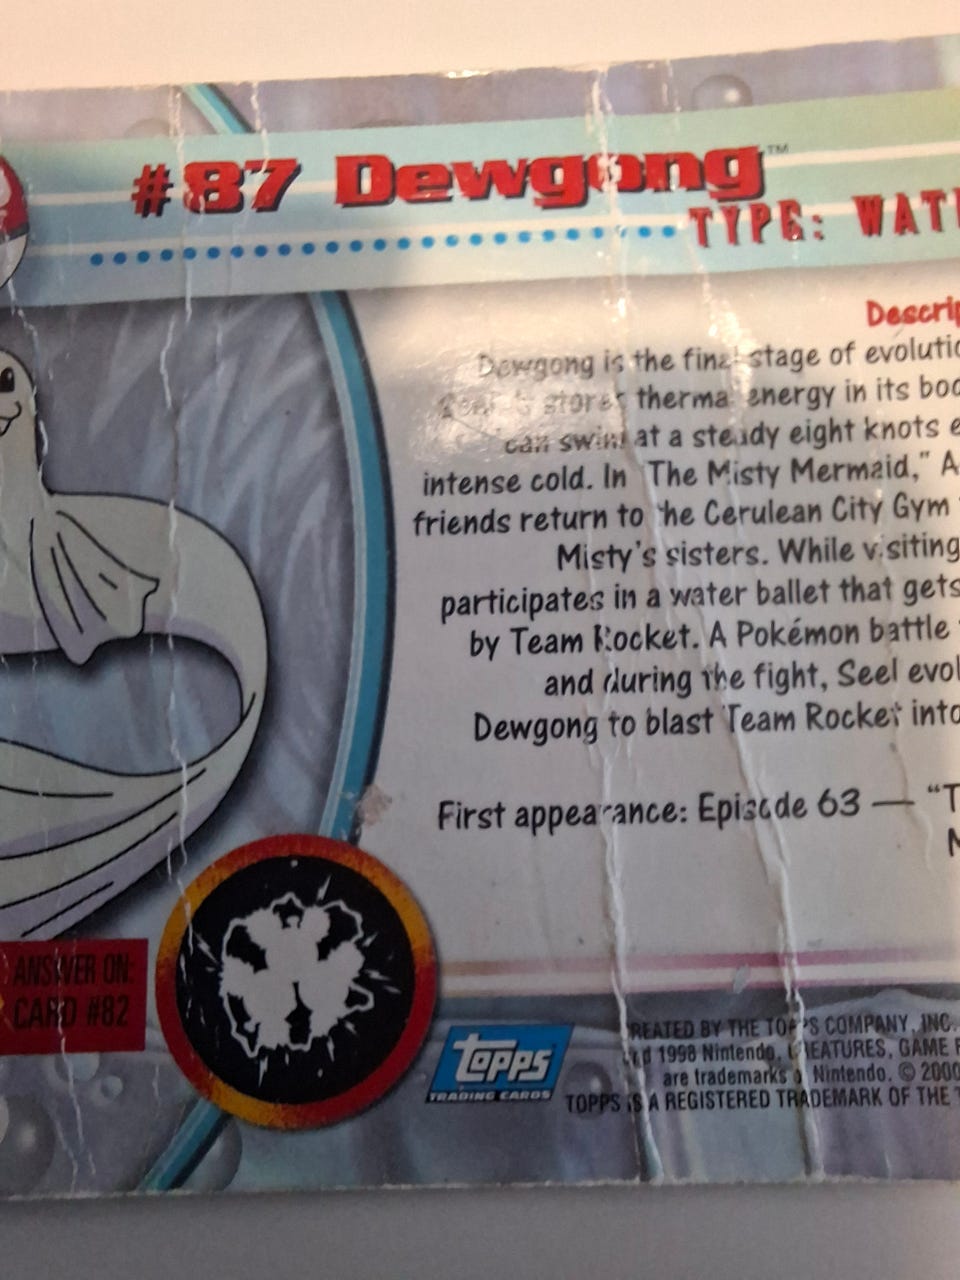 #87 Dewgong™
TYPE: WAT
Descrip
Dewgong is the final stage of evolutio
stores thermal energy in its bod
can swim at a steady eight knots e
intense cold. In "The Misty Mermaid," A
friends return to the Cerulean City Gym
Misty's sisters. While visiting
participates in a water ballet that gets
by Team Rocket. A Pokémon battle
and during the fight, Seel evol
Dewgong to blast Team Rocket into
First appearance: Episode 63 — "T
M
ANSWER ON:
CARD #82
Topps
TRADING CARDS
REATED BY THE TOPPS COMPANY, INC.
1998 Nintendo, CREATURES, GAME F
are trademarks o Nintendo. © 2000
TOPPS IS A REGISTERED TRADEMARK OF THE T